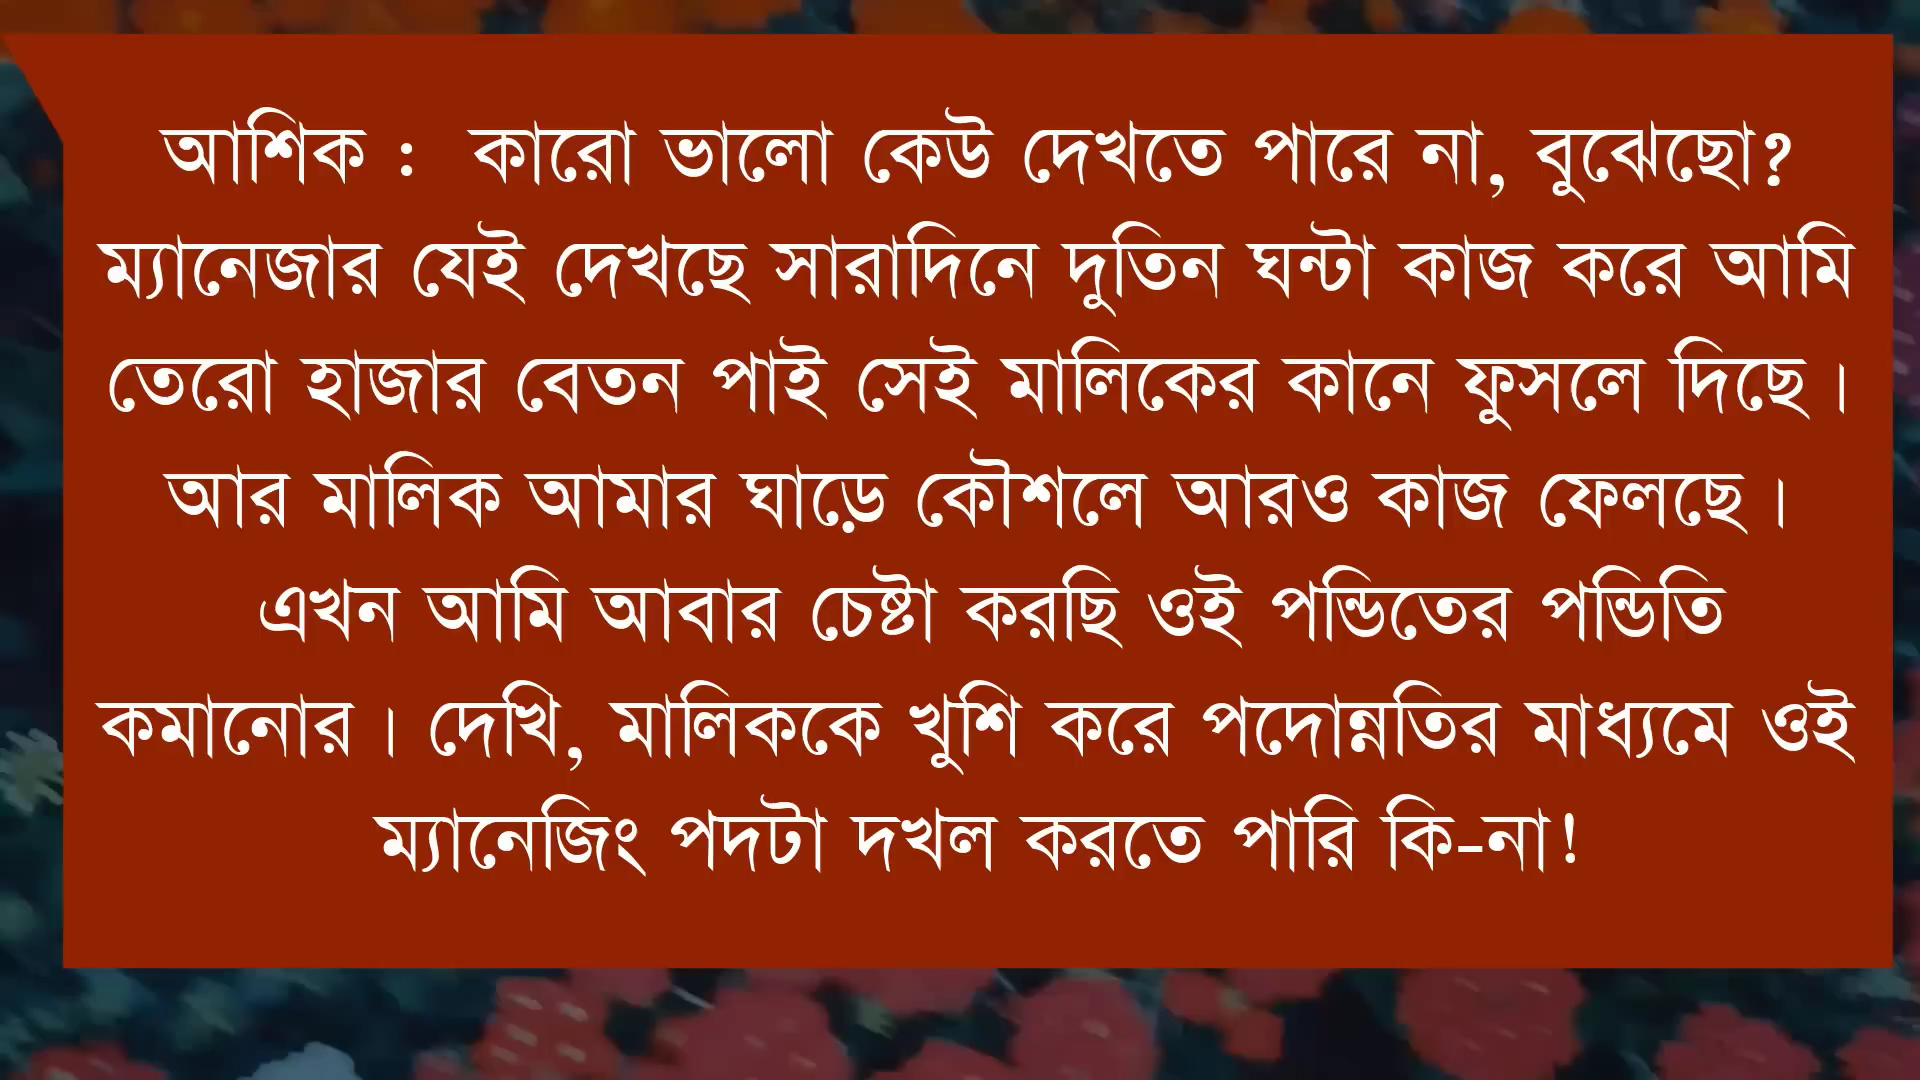 আশিক :  কারো ভালো কেউ দেখতে পারে না, বুঝেছো?
ম্যানেজার যেই দেখছে সারাদিনে দুতিন ঘন্টা কাজ করে আমি
তেরো হাজার বেতন পাই সেই মালিকের কানে ফুসলে দিছে।
আর মালিক আমার ঘাড়ে কৌশলে আরও কাজ ফেলছে।
এখন আমি আবার চেষ্টা করছি ওই পন্ডিতের পন্ডিতি
কমানোর। দেখি, মালিককে খুশি করে পদোন্নতির মাধ্যমে ওই
ম্যানেজিং পদটা দখল করতে পারি কি-না!